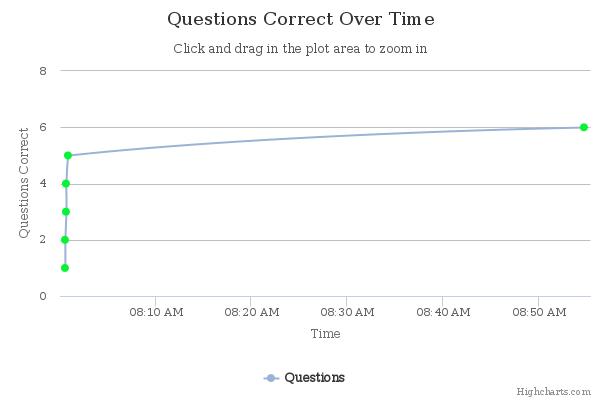 Questions Correct Over Time
Click and drag in the plot area to zoom in
Questions Correct
8
6
4
2
0
08:10 AM 08:20 AM 08:30 AM 08:40 AM 08:50 AM
Time
Questions
Highcharts.com